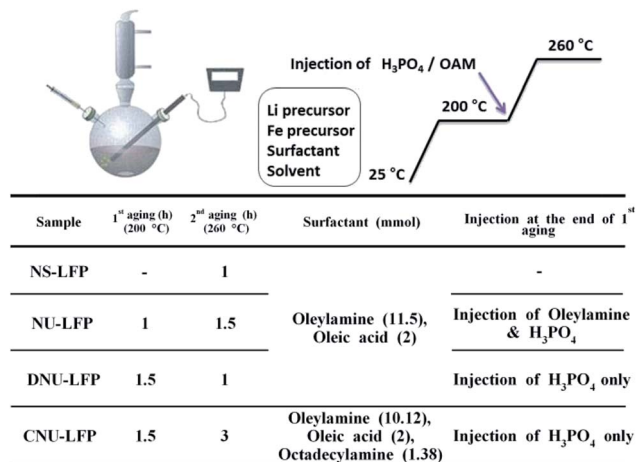 260 °C
Injection of H₃PO₄ / OAM
200 °C
Li precursor
Fe precursor
Surfactant
Solvent
25 °C
Sample
1st aging (h)
(200 °C)
2nd aging (h)
(260 °C)
Surfactant (mmol)
Injection at the end of 1st
aging
NS-LFP
-
1
-
NU-LFP
1
1.5
Oleylamine (11.5),
Oleic acid (2)
Injection of Oleylamine
& H₃PO₄
DNU-LFP
1.5
1
Injection of H₃PO₄ only
CNU-LFP
1.5
3
Oleylamine (10.12),
Oleic acid (2),
Octadecylamine (1.38)
Injection of H₃PO₄ only